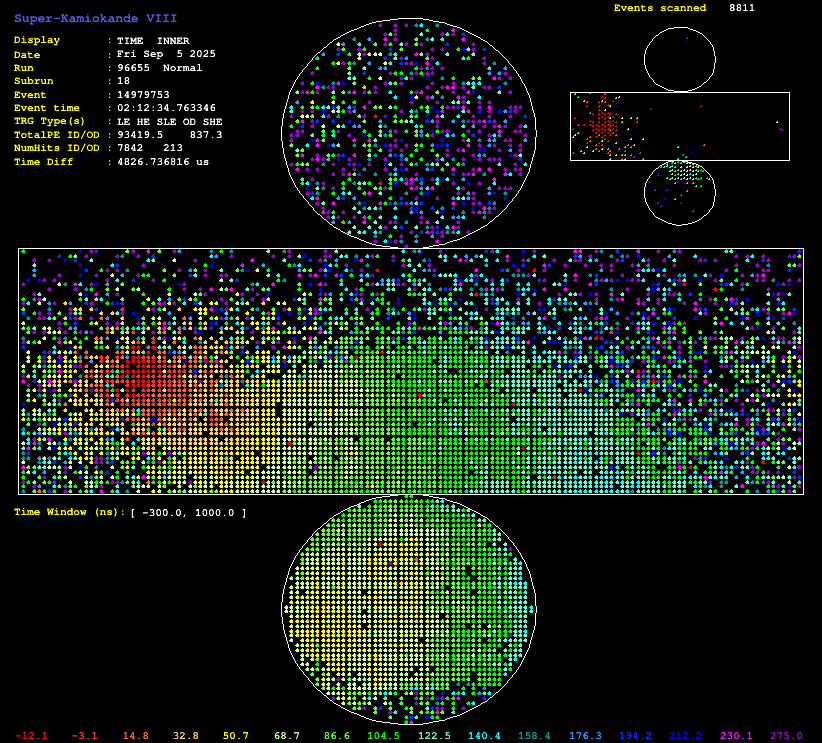 Super-Kamiokande VIII
Events scanned 8811
Display : TIME INNER
Date : Fri Sep 5 2025
Run : 96655 Normal
Subrun : 18
Event : 14979753
Event time : 02:12:34.763346
TRG Type(s) : LE HE SLE OD SHE
TotalPE ID/OD : 93419.5 837.3
NumHits ID/OD : 7842 213
Time Diff : 4826.736816 us
Time Window (ns): [ -300.0, 1000.0 ]
-12.1 -3.1 14.8 32.8 50.7 68.7 86.6 104.5 122.5 140.4 158.4 176.3 194.2 212.2 230.1 275.0